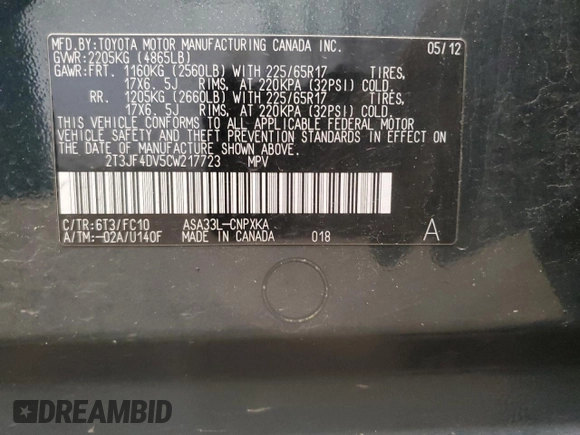 MFD.BY:TOYOTA MOTOR MANUFACTURING CANADA INC. 05/12
GVWR:2205KG (4865LB)
GAWR:FRT. 1160KG (2560LB) WITH 225/65R17 TIRES,
17X6. 5J RIMS, AT 220KPA (32PSI) COLD.
RR. 1205KG (2660LB) WITH 225/65R17 TIRES,
17X6. 5J RIMS, AT 220KPA (32PSI) COLD.
THIS VEHICLE CONFORMS TO ALL APPLICABLE FEDERAL MOTOR
VEHICLE SAFETY AND THEFT PREVENTION STANDARDS IN EFFECT ON
THE DATE OF MANUFACTURE SHOWN ABOVE.
2T3JF4DV5CW217723 MPV
C/TR:6T3/FC10 ASA33L-CNPXKA
A/TM:-02A/U140F MADE IN CANADA 018 A
DREAMBID